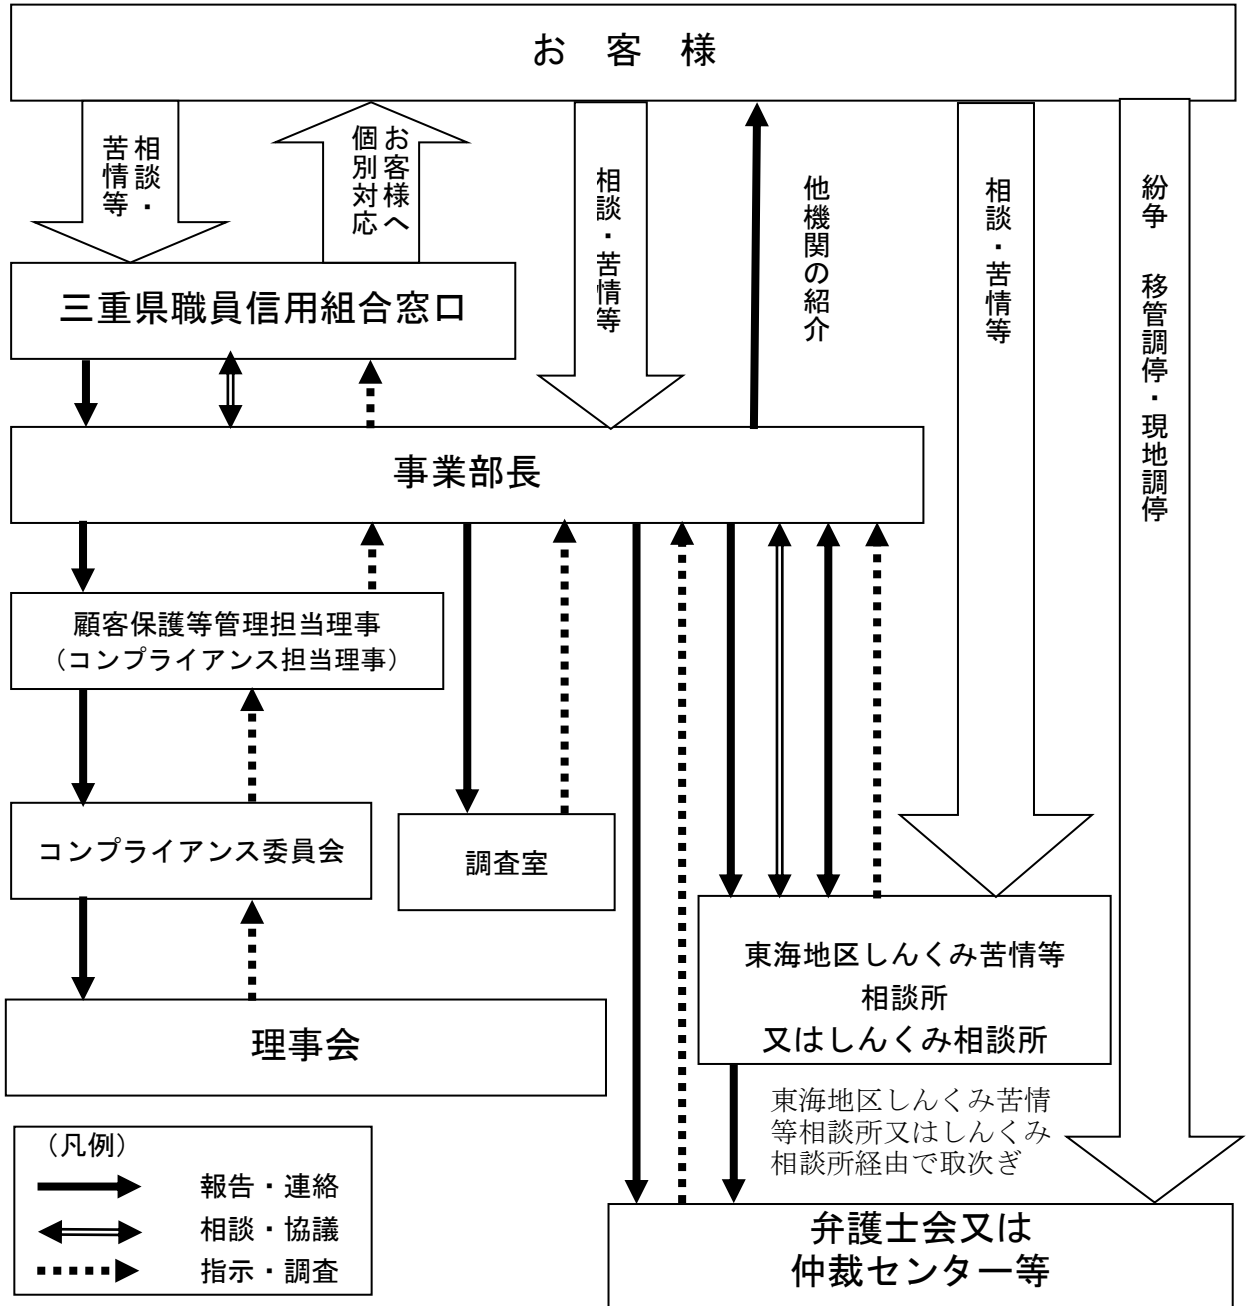 お 客 様
相談・
苦情等
お客様へ
個別対応
相談・苦情等
他機関の紹介
相談・苦情等
紛争 移管調停・現地調停
三重県職員信用組合窓口
事業部長
顧客保護等管理担当理事
（コンプライアンス担当理事）
コンプライアンス委員会
調査室
東海地区しんくみ苦情等
相談所
又はしんくみ相談所
理事会
東海地区しんくみ苦情
等相談所又はしんくみ
相談所経由で取次ぎ
（凡例）
報告・連絡
相談・協議
指示・調査
弁護士会又は
仲裁センター等